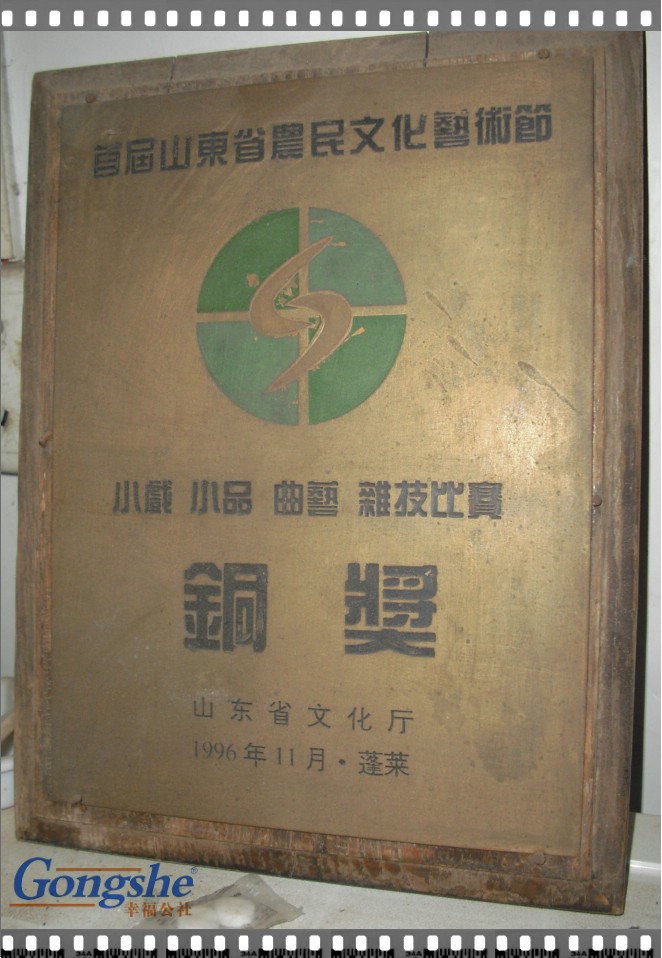 首屆山東省農民文化藝術節
小戲 小品 曲藝 雜技比賽
銅 獎
山东省文化厅
1996年11月·蓬莱
Gongshe®
幸福公社